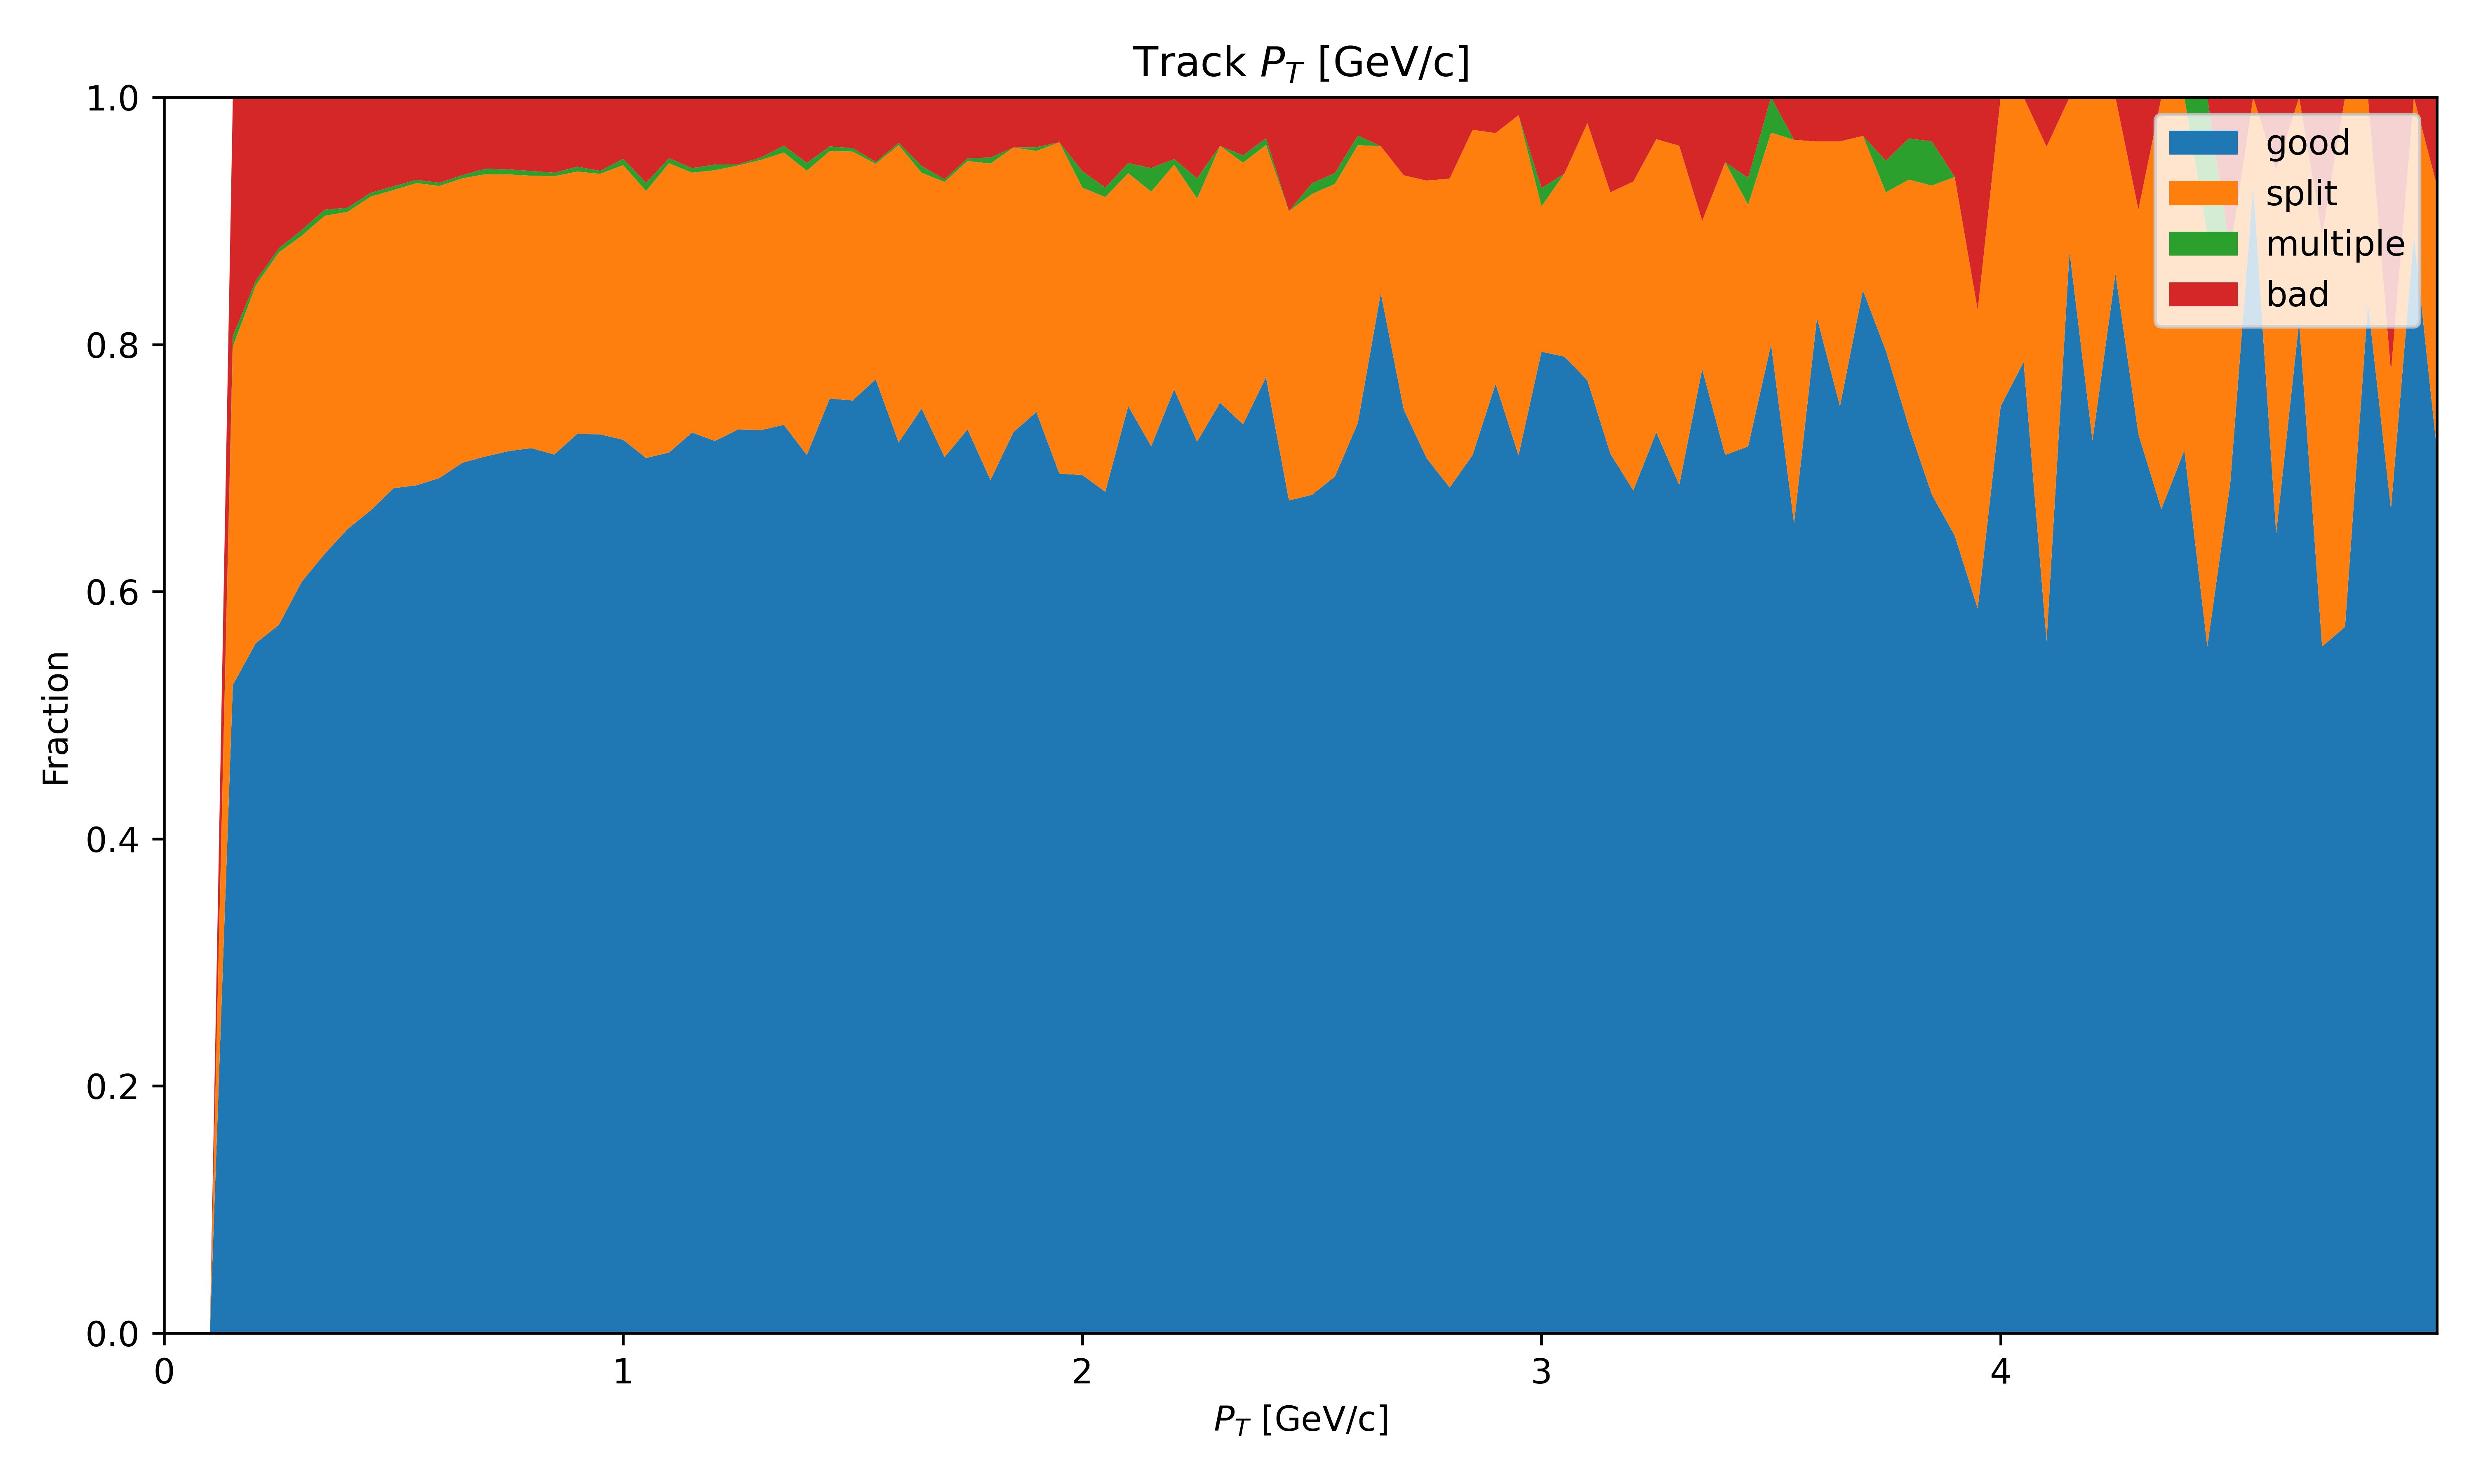 Track P_T [GeV/c]
1.0
0.8
0.6
0.4
0.2
0.0
Fraction
good
split
multiple
bad
0 1 2 3 4
P_T [GeV/c]